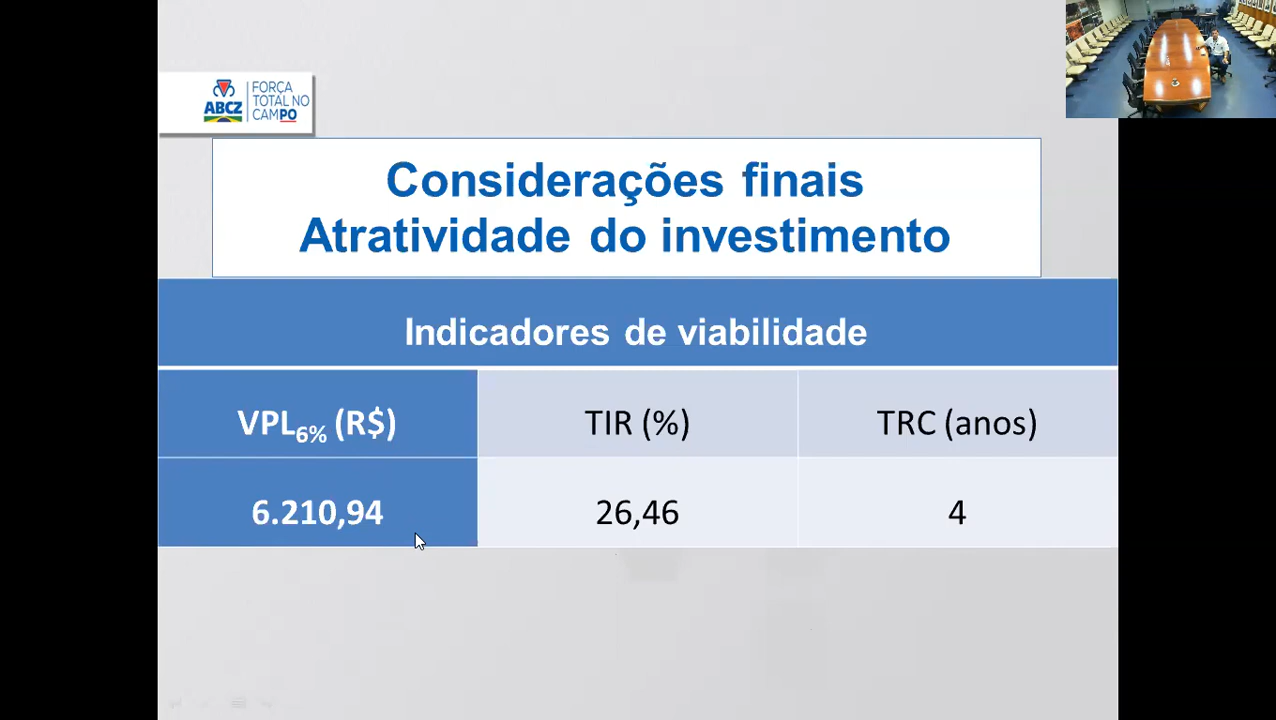 ABCZ
FORÇA
TOTAL NO
CAMPO
Considerações finais
Atratividade do investimento
Indicadores de viabilidade
VPL6% (R$)
TIR (%)
TRC (anos)
6.210,94
26,46
4